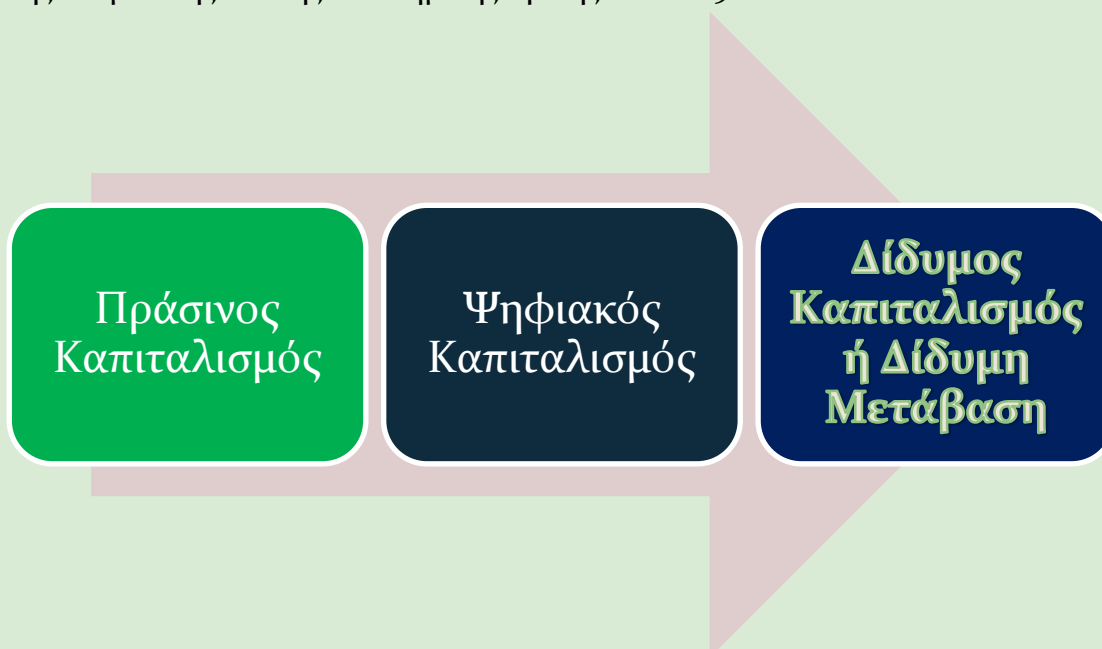 Πράσινος
Καπιταλισμός
Ψηφιακός
Καπιταλισμός
Δίδυμος
Καπιταλισμός
ή Δίδυμη
Μετάβαση